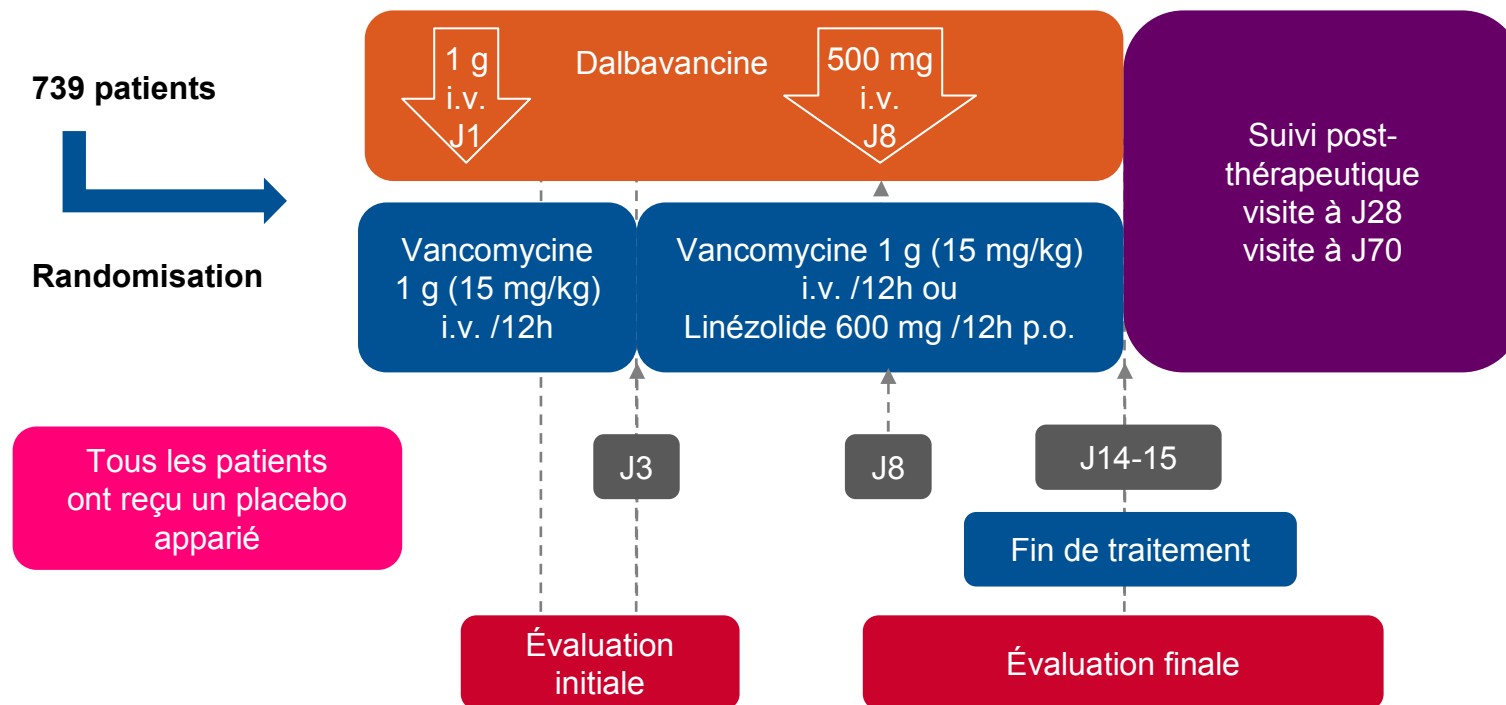 739 patients
Randomisation
1 g
i.v.
J1
Dalbavancine
500 mg
i.v.
J8
Vancomycine
1 g (15 mg/kg)
i.v. /12h
Vancomycine 1 g (15 mg/kg)
i.v. /12h ou
Linézolide 600 mg /12h p.o.
Suivi post-
thérapeutique
visite à J28
visite à J70
Tous les patients
ont reçu un placebo
apparié
J3
J8
J14-15
Fin de traitement
Évaluation
initiale
Évaluation finale